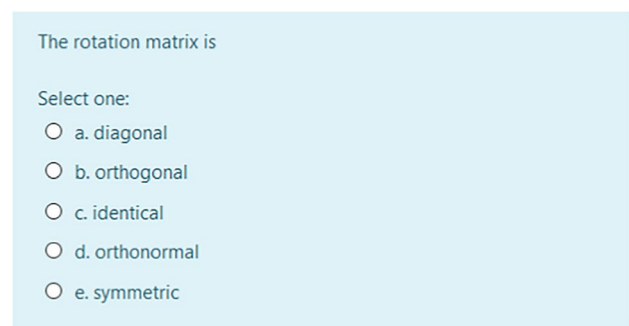 The rotation matrix is
Select one:
a. diagonal
b. orthogonal
c. identical
d. orthonormal
e. symmetric